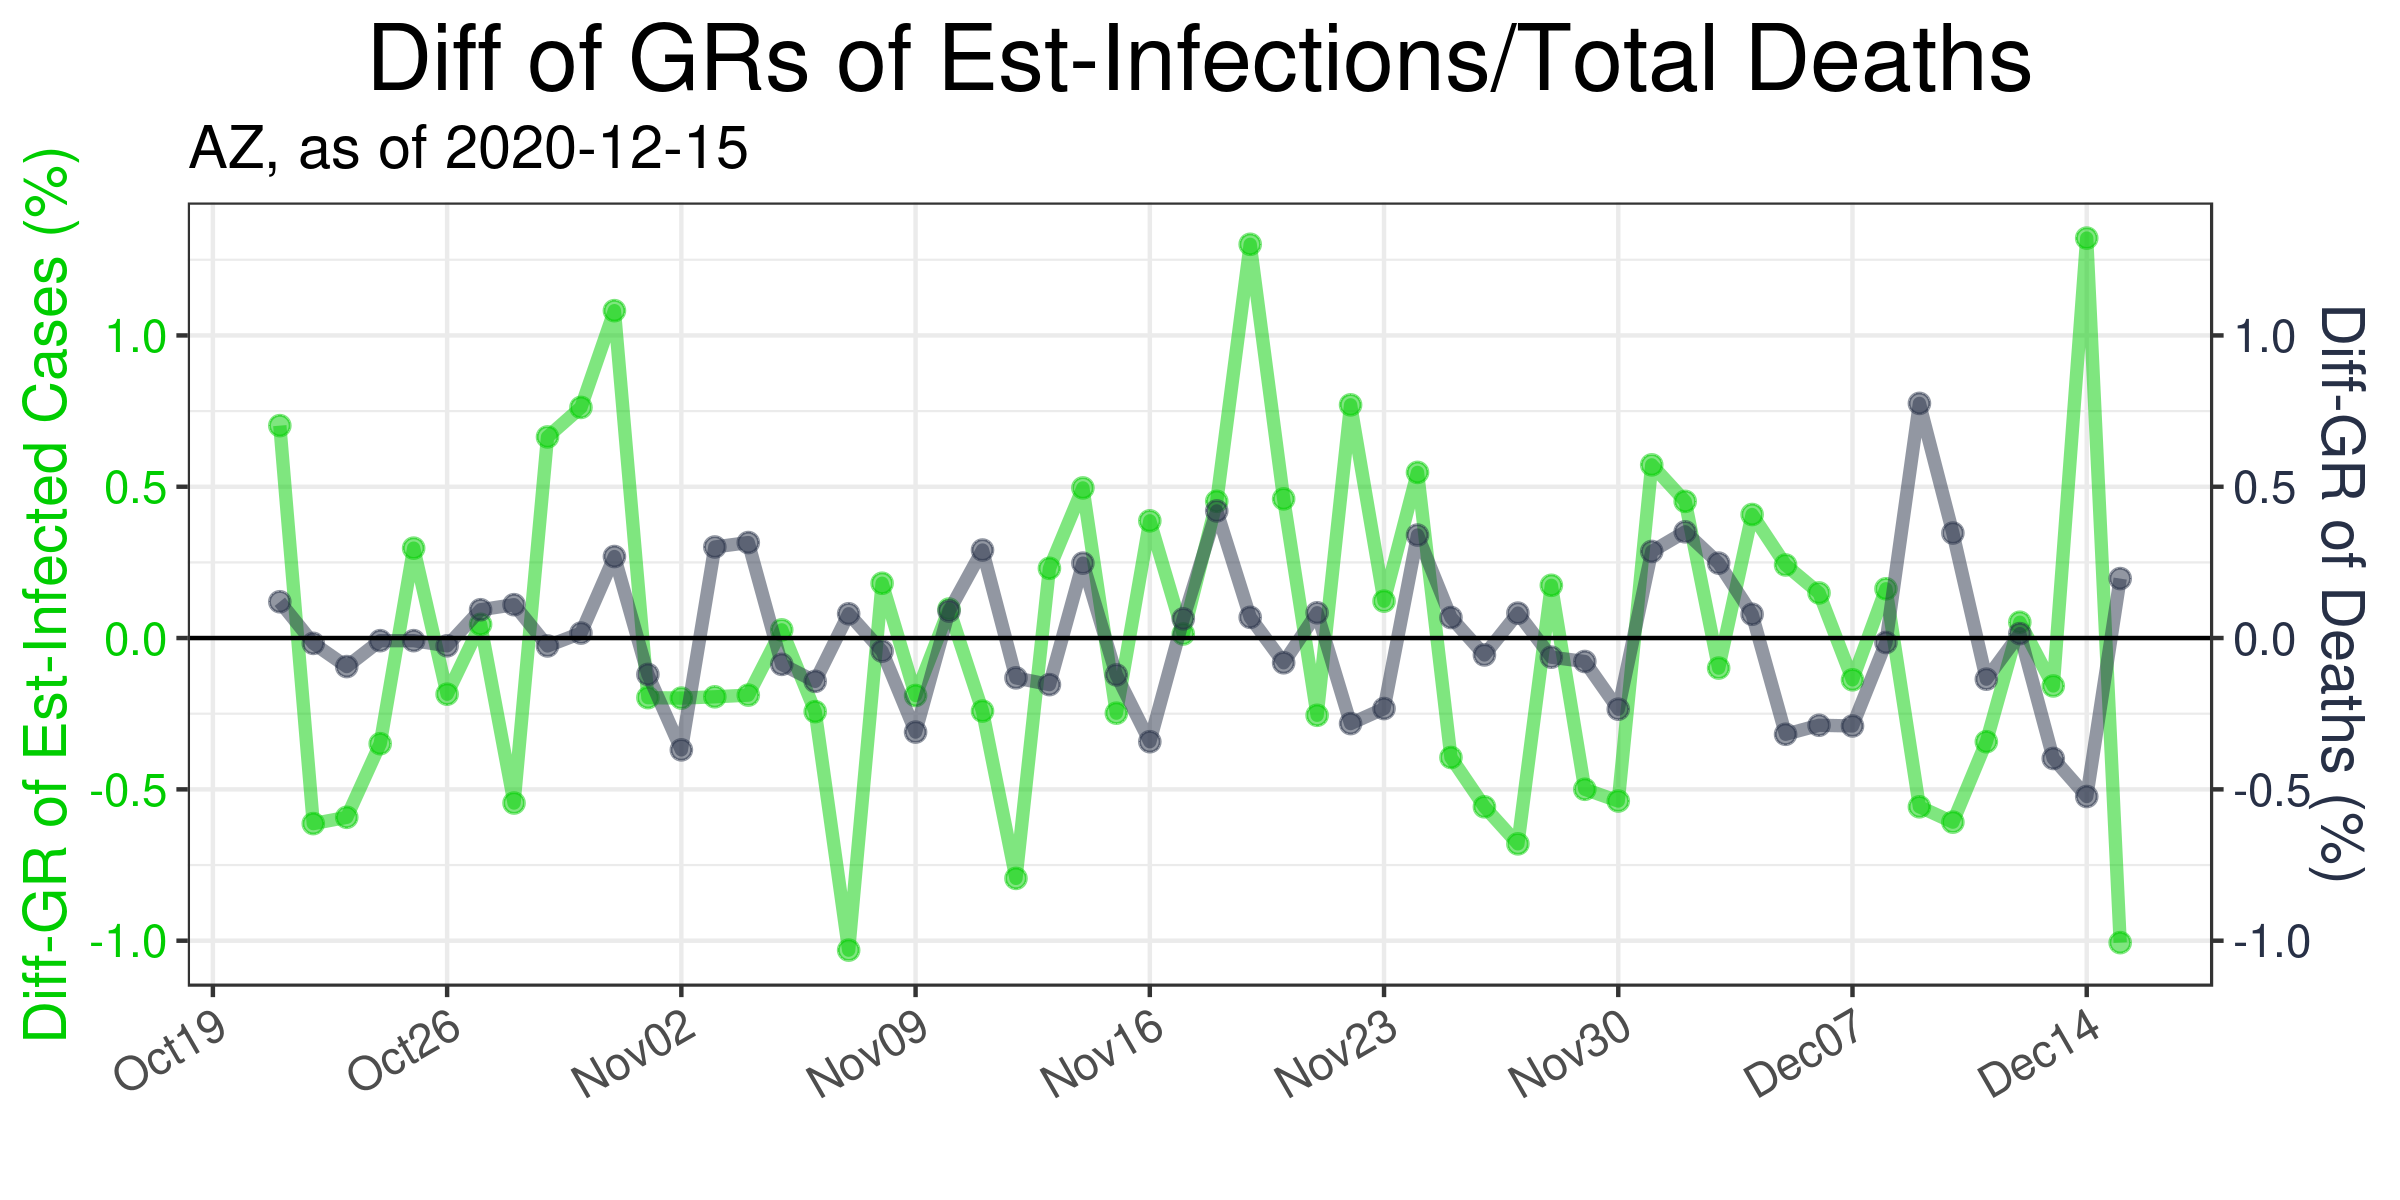 Diff of GRs of Est-Infections/Total Deaths
AZ, as of 2020-12-15
Diff-GR of Est-Infected Cases (%)
1.0
0.5
0.0
-0.5
-1.0
1.0
0.5
0.0
-0.5
-1.0
Diff-GR of Deaths (%)
Oct19
Oct26
Nov02
Nov09
Nov16
Nov23
Nov30
Dec07
Dec14